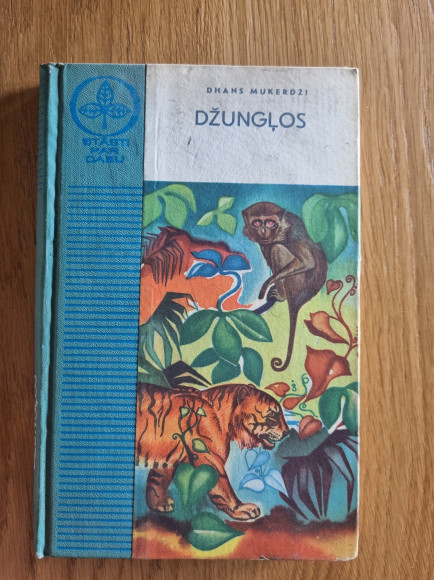 DHANS MUKERDŽI
DŽUNGĻOS
STĀSTI
PAR
DABU